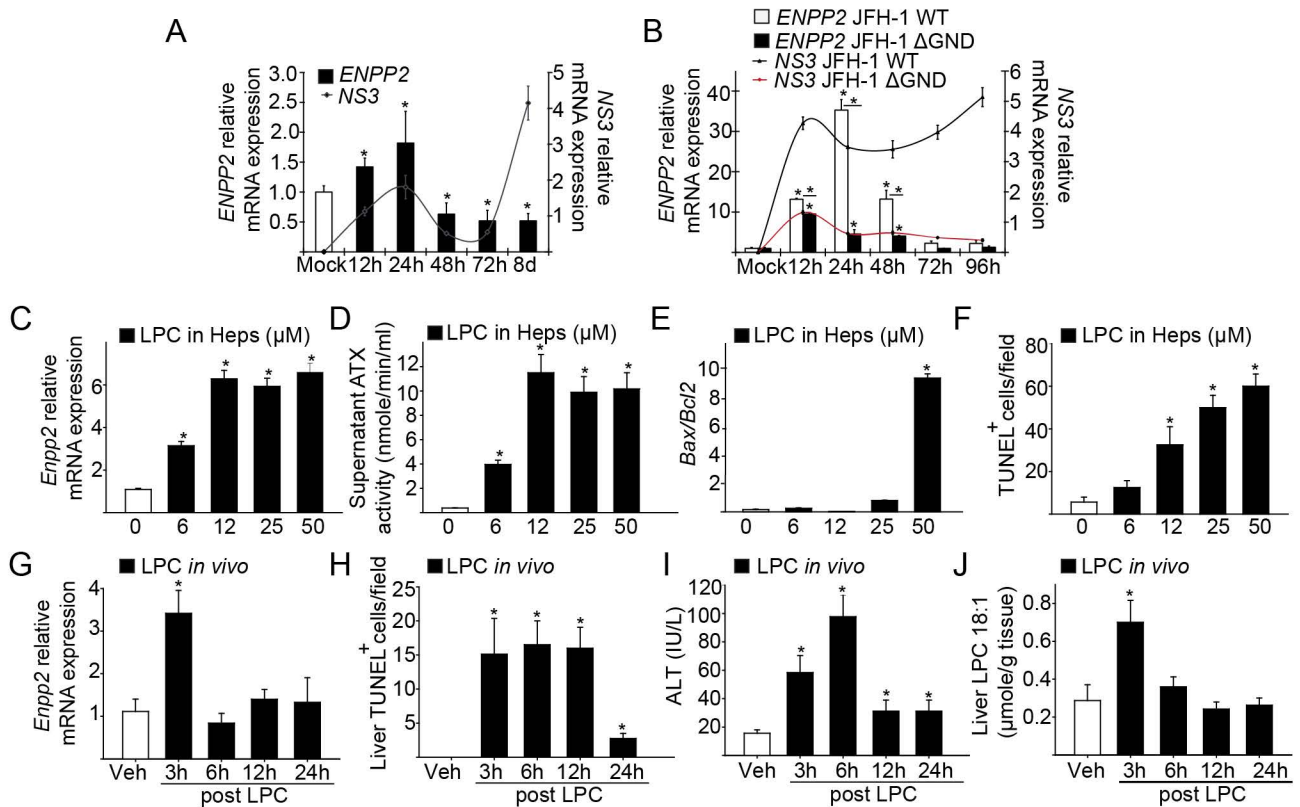 A
ENPP2
NS3
ENPP2 relative
mRNA expression
3.0
2.5
2.0
1.5
1.0
0.5
* * * * *
5
4
3
2
1
NS3 relative
mRNA expression
Mock 12h 24h 48h 72h 8d
B
ENPP2 JFH-1 WT
ENPP2 JFH-1 ΔGND
NS3 JFH-1 WT
NS3 JFH-1 ΔGND
ENPP2 relative
mRNA expression
40
30
20
10
* * * * * * * * *
6
5
4
3
2
1
NS3 relative
mRNA expression
Mock 12h 24h 48h 72h 96h
C
LPC in Heps (µM)
Enpp2 relative
mRNA expression
6
4
2
* * * *
0 6 12 25 50
D
LPC in Heps (µM)
Supernatant ATX
activity (nmole/min/ml)
12
10
8
6
4
2
* * * *
0 6 12 25 50
E
LPC in Heps (µM)
Bax/Bcl2
10
8
6
4
2
*
0 6 12 25 50
F
LPC in Heps (µM)
TUNEL+ cells/field
80
60
40
20
* * *
0 6 12 25 50
G
LPC in vivo
Enpp2 relative
mRNA expression
4
3
2
1
*
Veh 3h 6h 12h 24h
post LPC
H
LPC in vivo
Liver TUNEL+ cells/field
25
20
15
10
5
* * * *
3h 6h 12h 24h
Veh
post LPC
I
LPC in vivo
ALT (IU/L)
120
100
80
60
40
20
* * * *
Veh 3h 6h 12h 24h
post LPC
J
LPC in vivo
Liver LPC 18:1
(µmole/g tissue)
0.8
0.6
0.4
0.2
*
Veh 3h 6h 12h 24h
post LPC